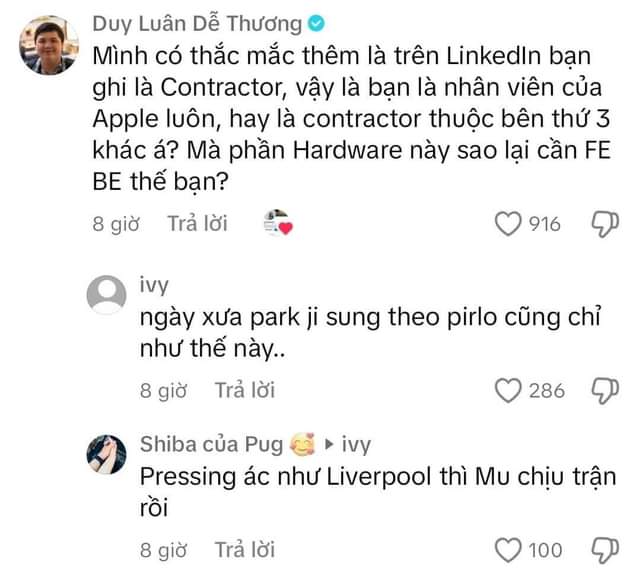 Duy Luân Dễ Thương
Mình có thắc mắc thêm là trên LinkedIn bạn
ghi là Contractor, vậy là bạn là nhân viên của
Apple luôn, hay là contractor thuộc bên thứ 3
khác á? Mà phần Hardware này sao lại cần FE
BE thế bạn?
8 giờ Trả lời 916
ivy
ngày xưa park ji sung theo pirlo cũng chỉ
như thế này..
8 giờ Trả lời 286
Shiba của Pug 🥰 ▸ ivy
Pressing ác như Liverpool thì Mu chịu trận
rồi
8 giờ Trả lời 100